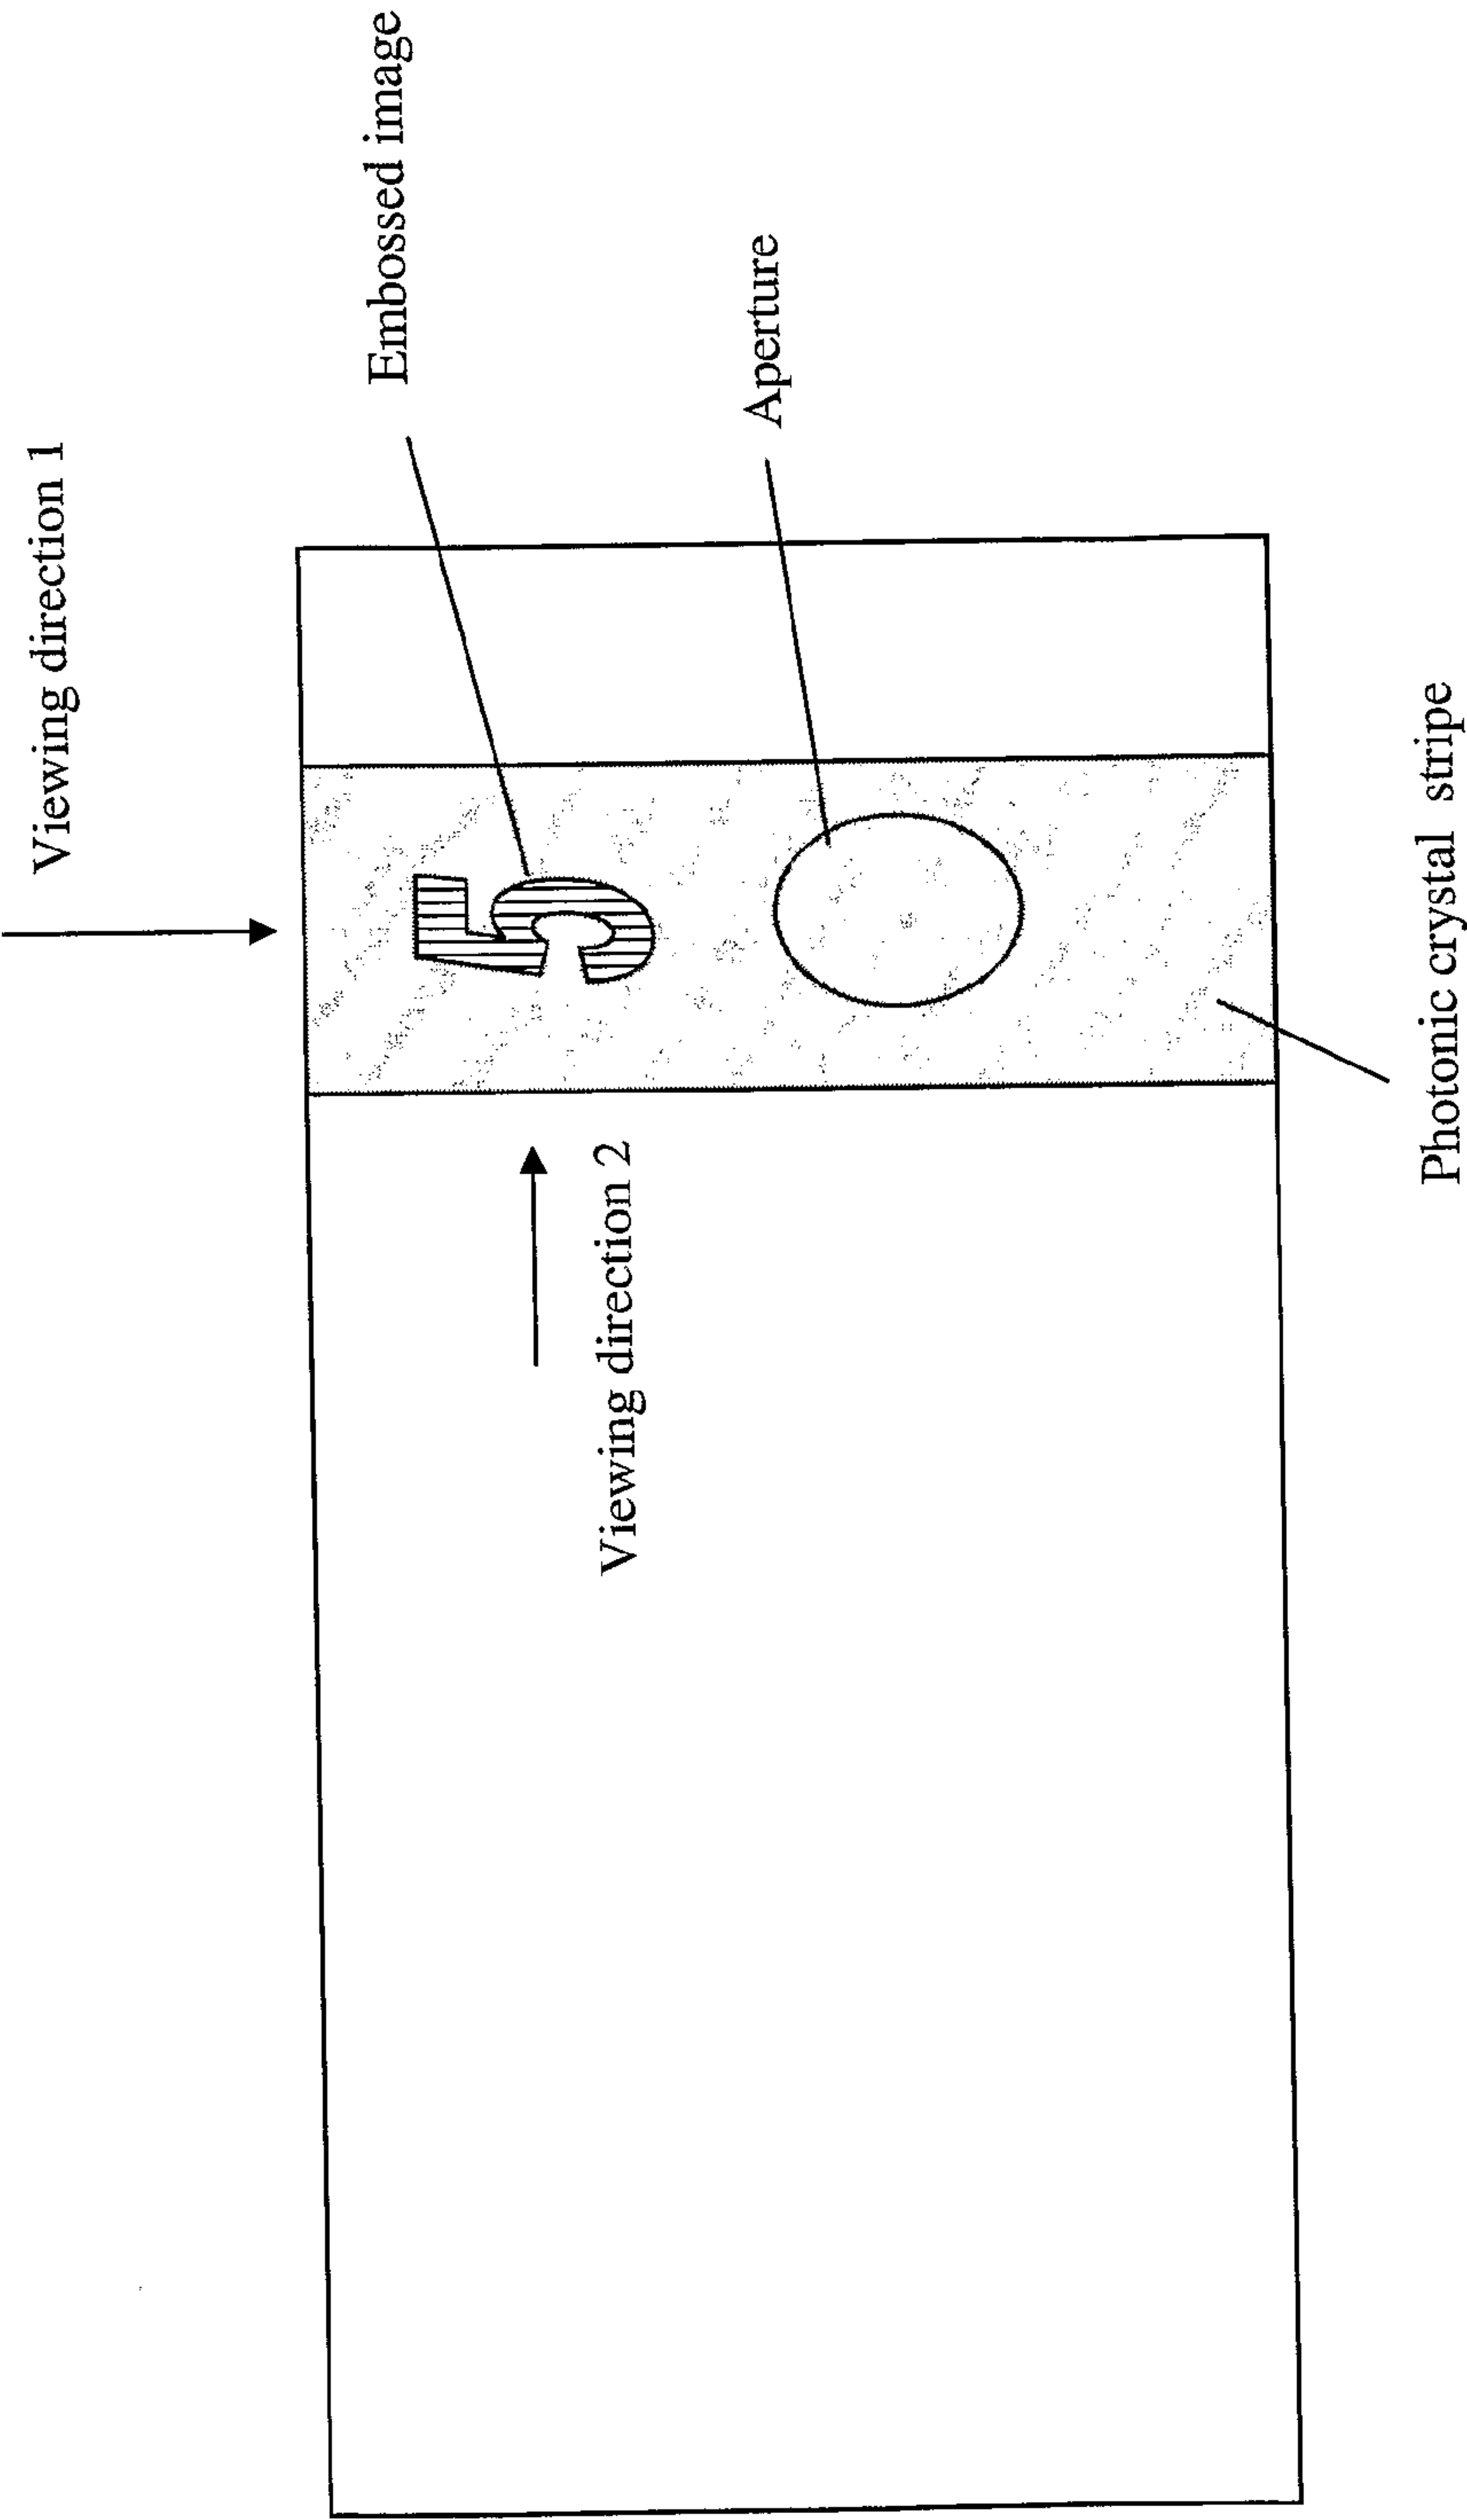 Viewing direction 1
Embossed image
5
Viewing direction 2
Aperture
Photonic crystal stripe